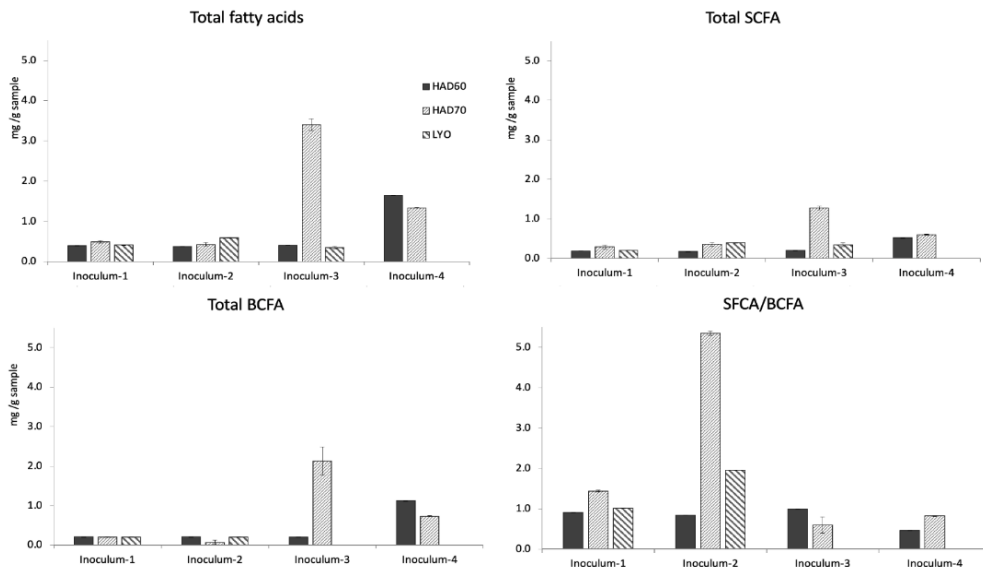 Total fatty acids
mg /g sample
5.0
4.0
3.0
2.0
1.0
0.0
HAD60
HAD70
LYO
Inoculum-1 Inoculum-2 Inoculum-3 Inoculum-4
Total SCFA
mg /g sample
5.0
4.0
3.0
2.0
1.0
0.0
Inoculum-1 Inoculum-2 Inoculum-3 Inoculum-4
Total BCFA
mg /g sample
5.0
4.0
3.0
2.0
1.0
0.0
Inoculum-1 Inoculum-2 Inoculum-3 Inoculum-4
SFCA/BCFA
5.0
4.0
3.0
2.0
1.0
0.0
Inoculum-1 Inoculum-2 Inoculum-3 Inoculum-4